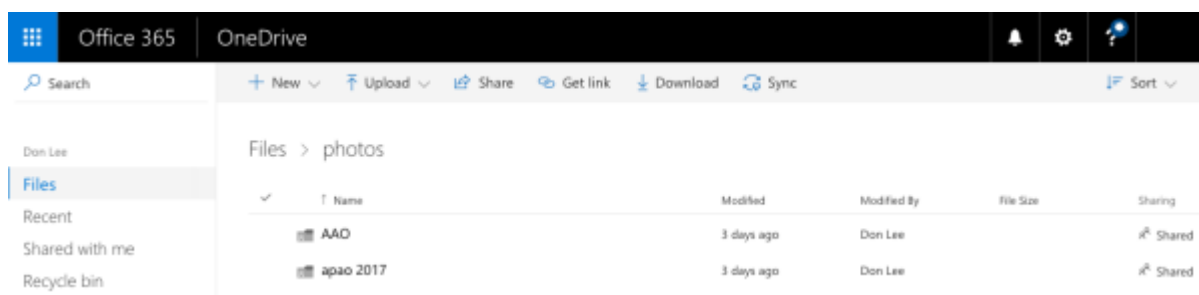 Office 365 OneDrive ?
Search + New Upload Share Get link Download Sync Sort
Don Lee Files > photos
Files
↑ Name Modified Modified By File Size Sharing
Recent
AAO 3 days ago Don Lee Shared
Shared with me
apao 2017 3 days ago Don Lee Shared
Recycle bin